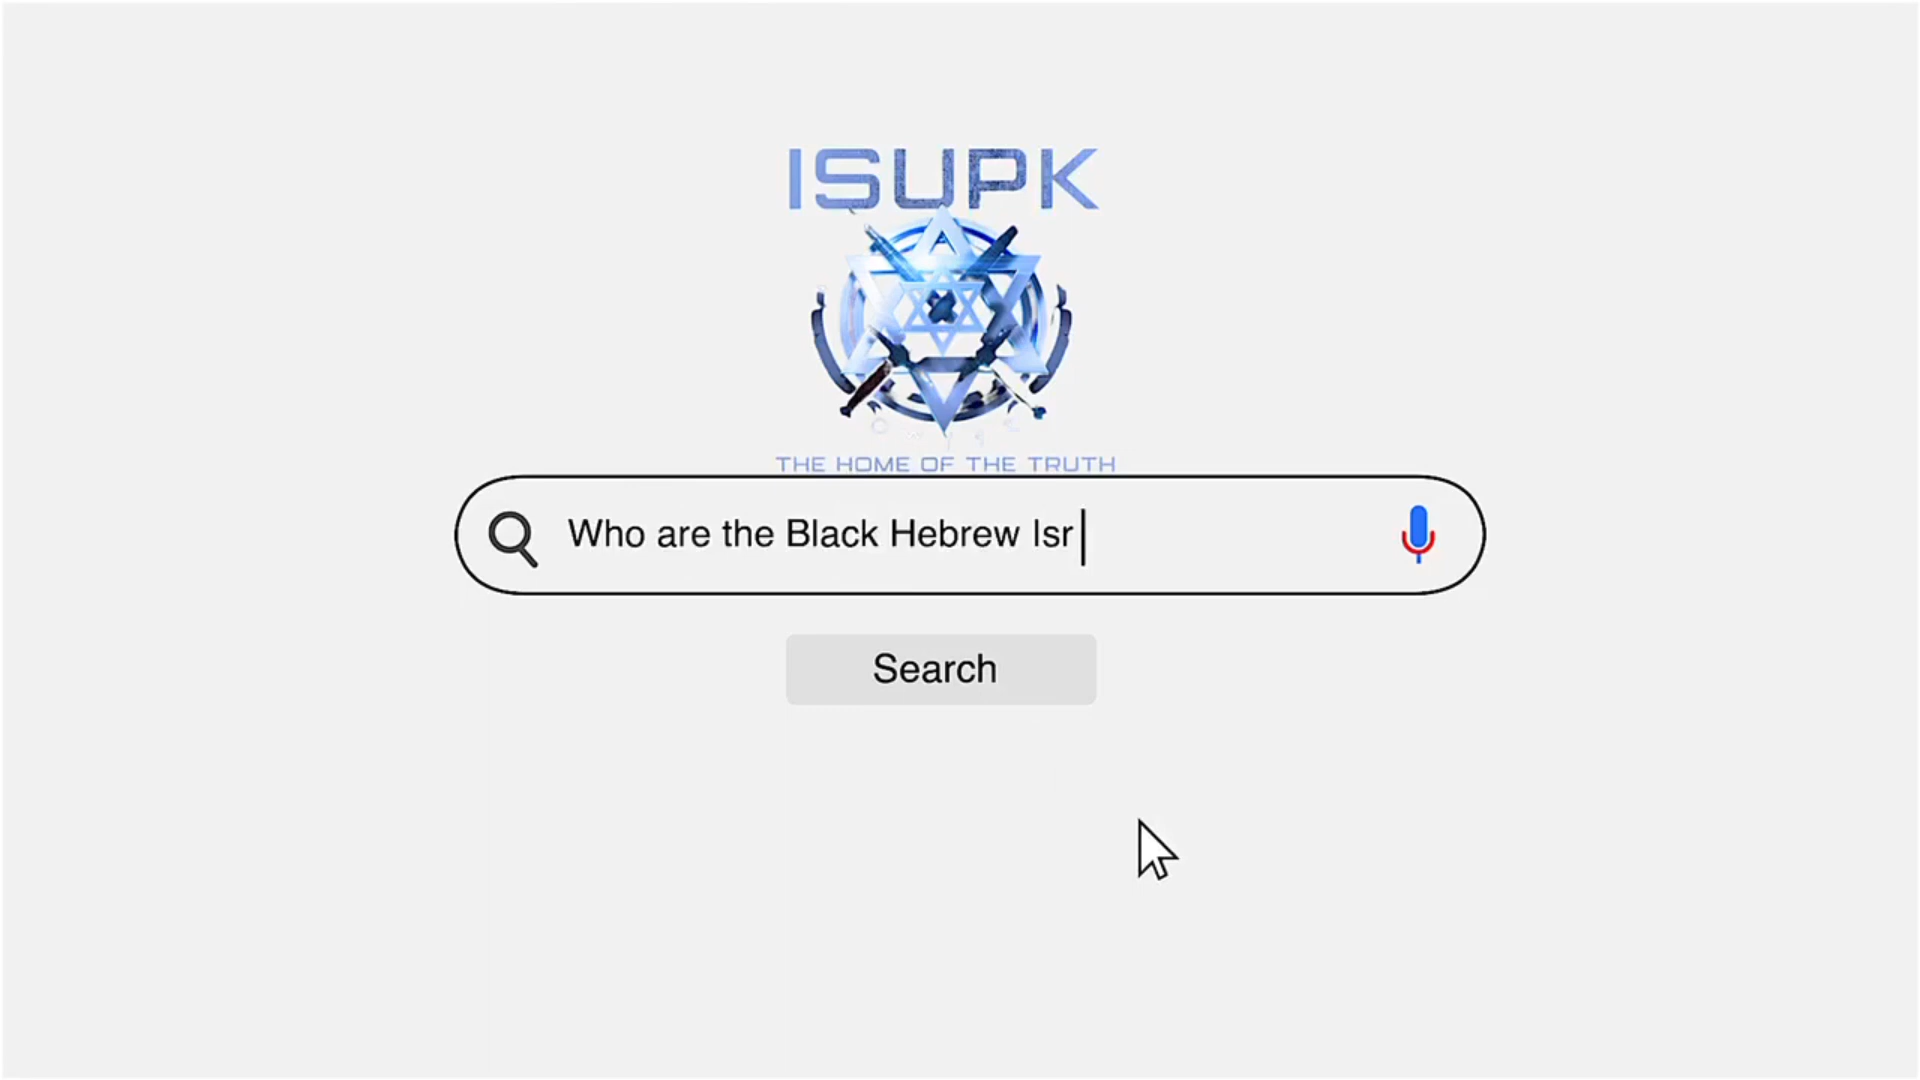 ISUPK
THE HOME OF THE TRUTH
Who are the Black Hebrew Isr
Search